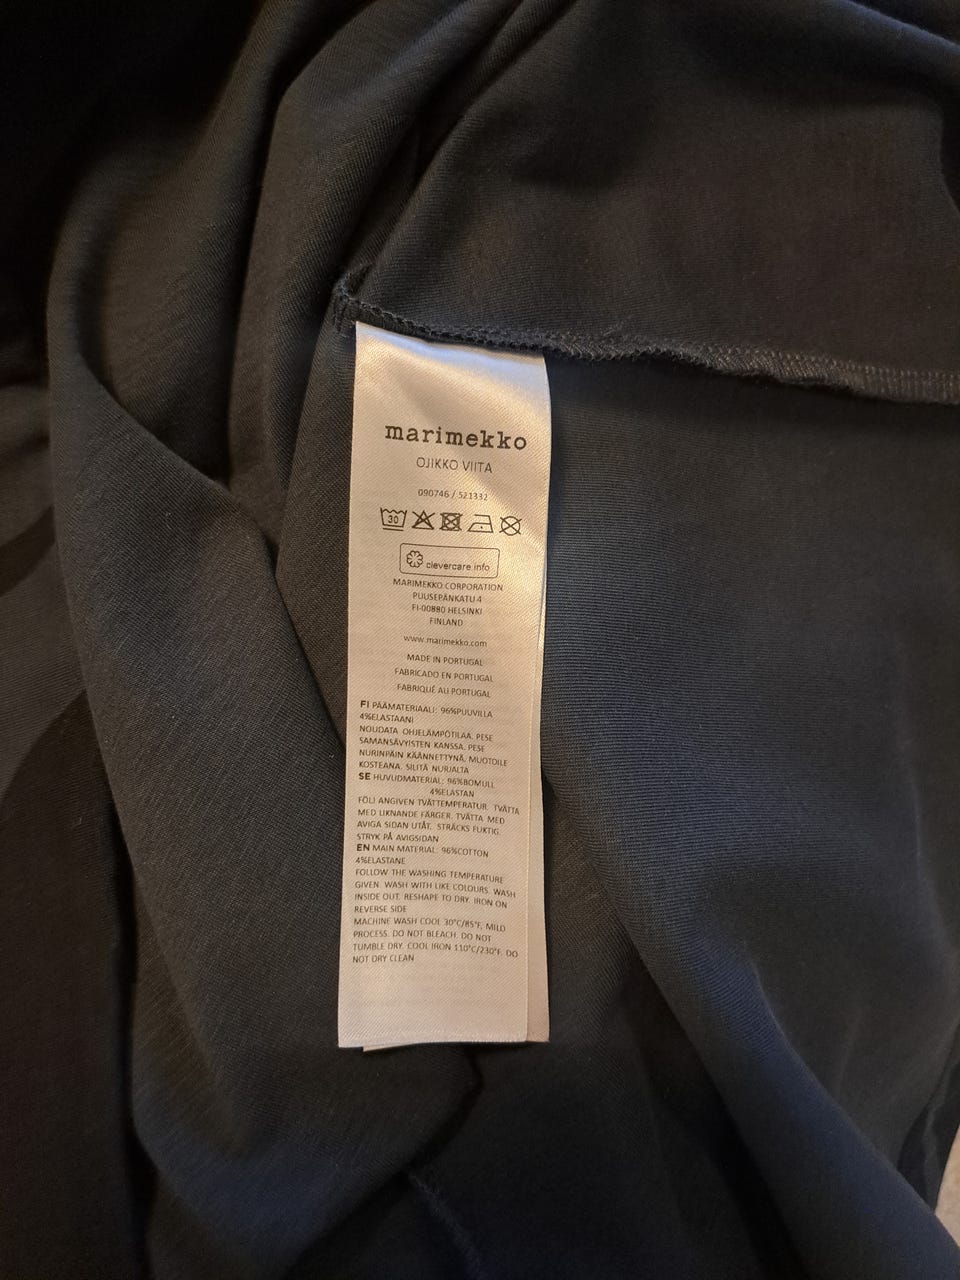 marimekko
OJIKKO VIITA
090746 / 521332
30
clevercare.info
MARIMEKKO CORPORATION
PUUSEPÄNKATU 4
FI-00880 HELSINKI
FINLAND
www.marimekko.com
MADE IN PORTUGAL
FABRICADO EN PORTUGAL
FABRIQUÉ AU PORTUGAL
FI PÄÄMATERIAALI: 96%PUUVILLA
4%ELASTAANI
NOUDATA OHJELÄMPÖTILAA. PESE
SAMANSÄVYISTEN KANSSA. PESE
NURINPÄIN KÄÄNNETTYNÄ. MUOTOILE
KOSTEANA. SILITÄ NURJALTA
SE HUVUDMATERIAL: 96%BOMULL
4%ELASTAN
FÖLJ ANGIVEN TVÄTTEMPERATUR. TVÄTTA
MED LIKNANDE FÄRGER. TVÄTTA MED
AVIGA SIDAN UTÅT. STRÄCKS FUKTIG.
STRYK PÅ AVIGSIDAN
EN MAIN MATERIAL: 96%COTTON
4%ELASTANE
FOLLOW THE WASHING TEMPERATURE
GIVEN. WASH WITH LIKE COLOURS. WASH
INSIDE OUT. RESHAPE TO DRY. IRON ON
REVERSE SIDE
MACHINE WASH COOL 30°C/85°F, MILD
PROCESS. DO NOT BLEACH. DO NOT
TUMBLE DRY. COOL IRON 110°C/230°F. DO
NOT DRY CLEAN